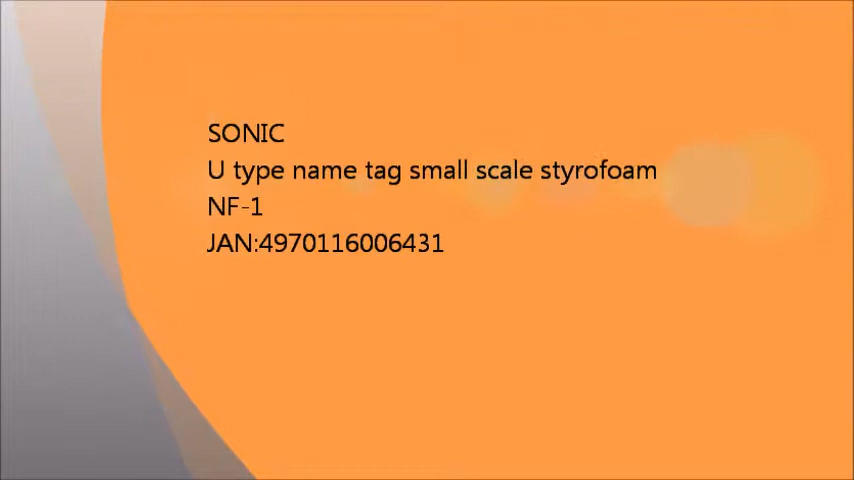 SONIC
U type name tag small scale styrofoam
NF-1
JAN:4970116006431